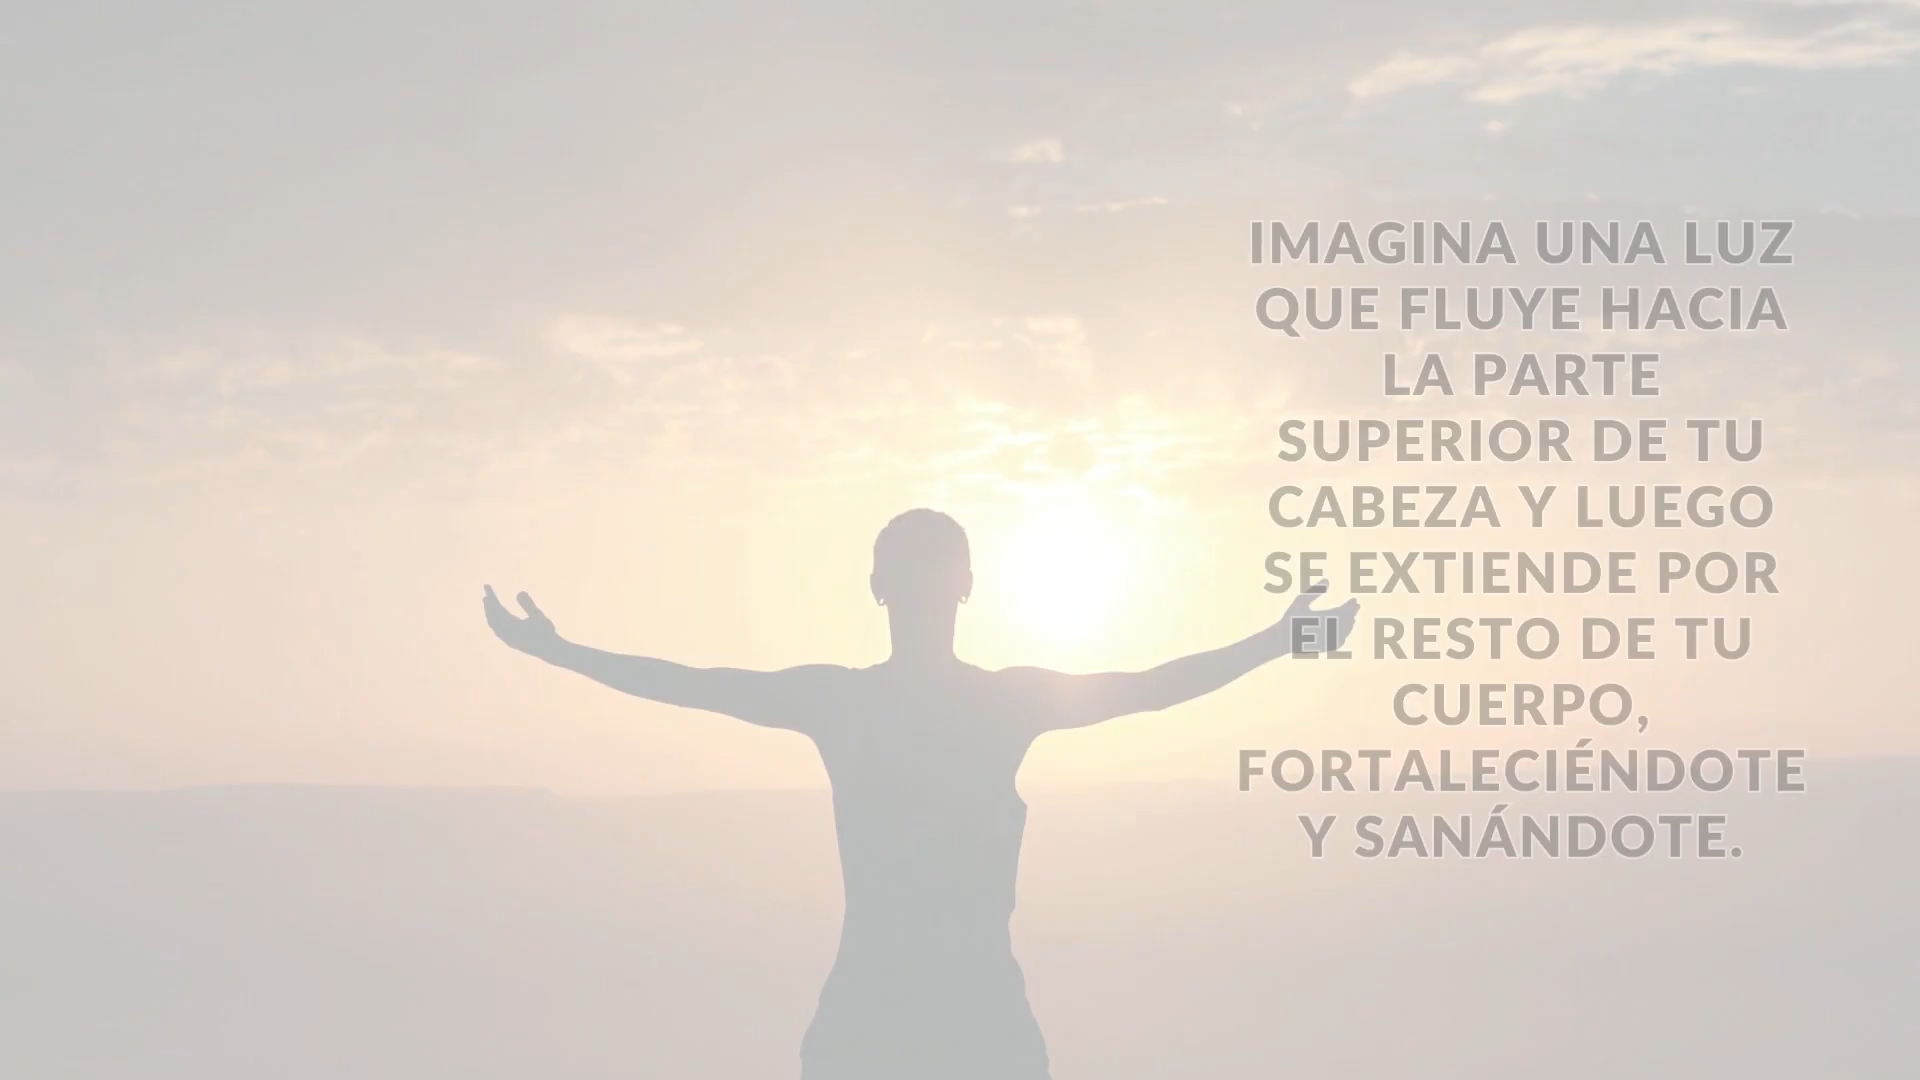 IMAGINA UNA LUZ
QUE FLUYE HACIA
LA PARTE
SUPERIOR DE TU
CABEZA Y LUEGO
SE EXTIENDE POR
EL RESTO DE TU
CUERPO,
FORTALECIÉNDOTE
Y SANÁNDOTE.